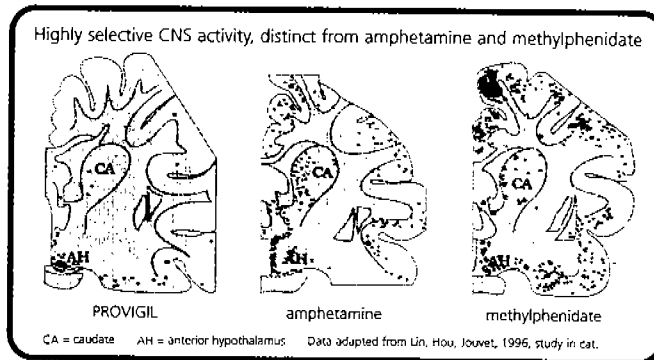 Highly selective CNS activity, distinct from amphetamine and methylphenidate
CA CA CA
AH AH AH
PROVIGIL amphetamine methylphenidate
CA = caudate AH = anterior hypothalamus Data adapted from Lin, Hou, Jouvet, 1996, study in cat.